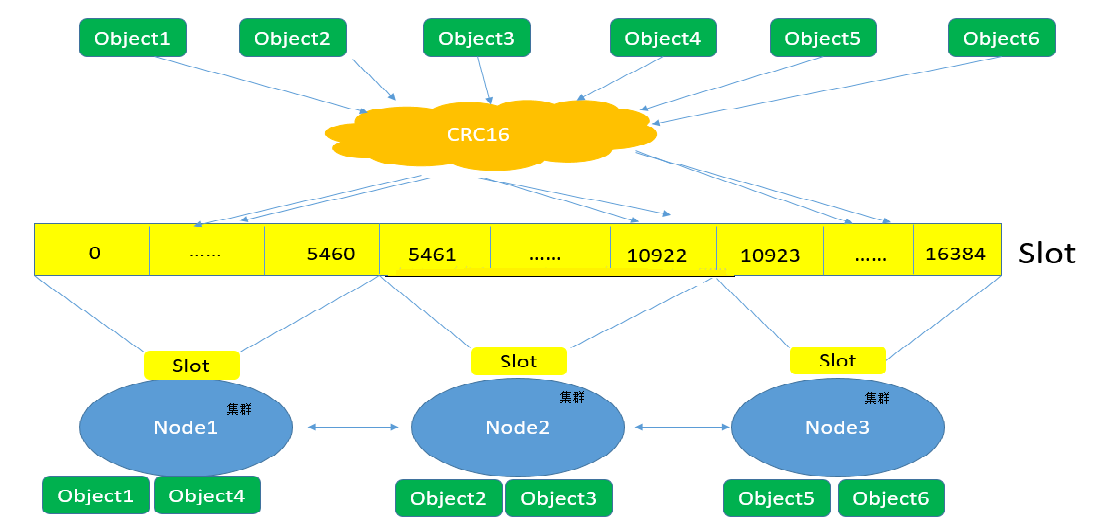 Object1 Object2 Object3 Object4 Object5 Object6
CRC16
0 ...... 5460 5461 ...... 10922 10923 ...... 16384 Slot
Slot Slot Slot
集群 集群 集群
Node1 Node2 Node3
Object1 Object4 Object2 Object3 Object5 Object6